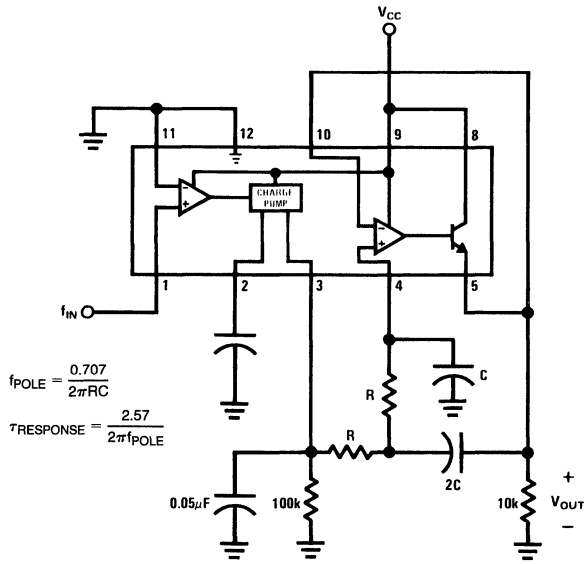 VCC
11
12
10
9
8
CHARGE
PUMP
−
+
−
+
1
2
3
4
5
fIN
fPOLE = 0.707 / 2πRC
τRESPONSE = 2.57 / 2πfPOLE
R
C
R
2C
0.05μF
100k
10k
+
VOUT
−